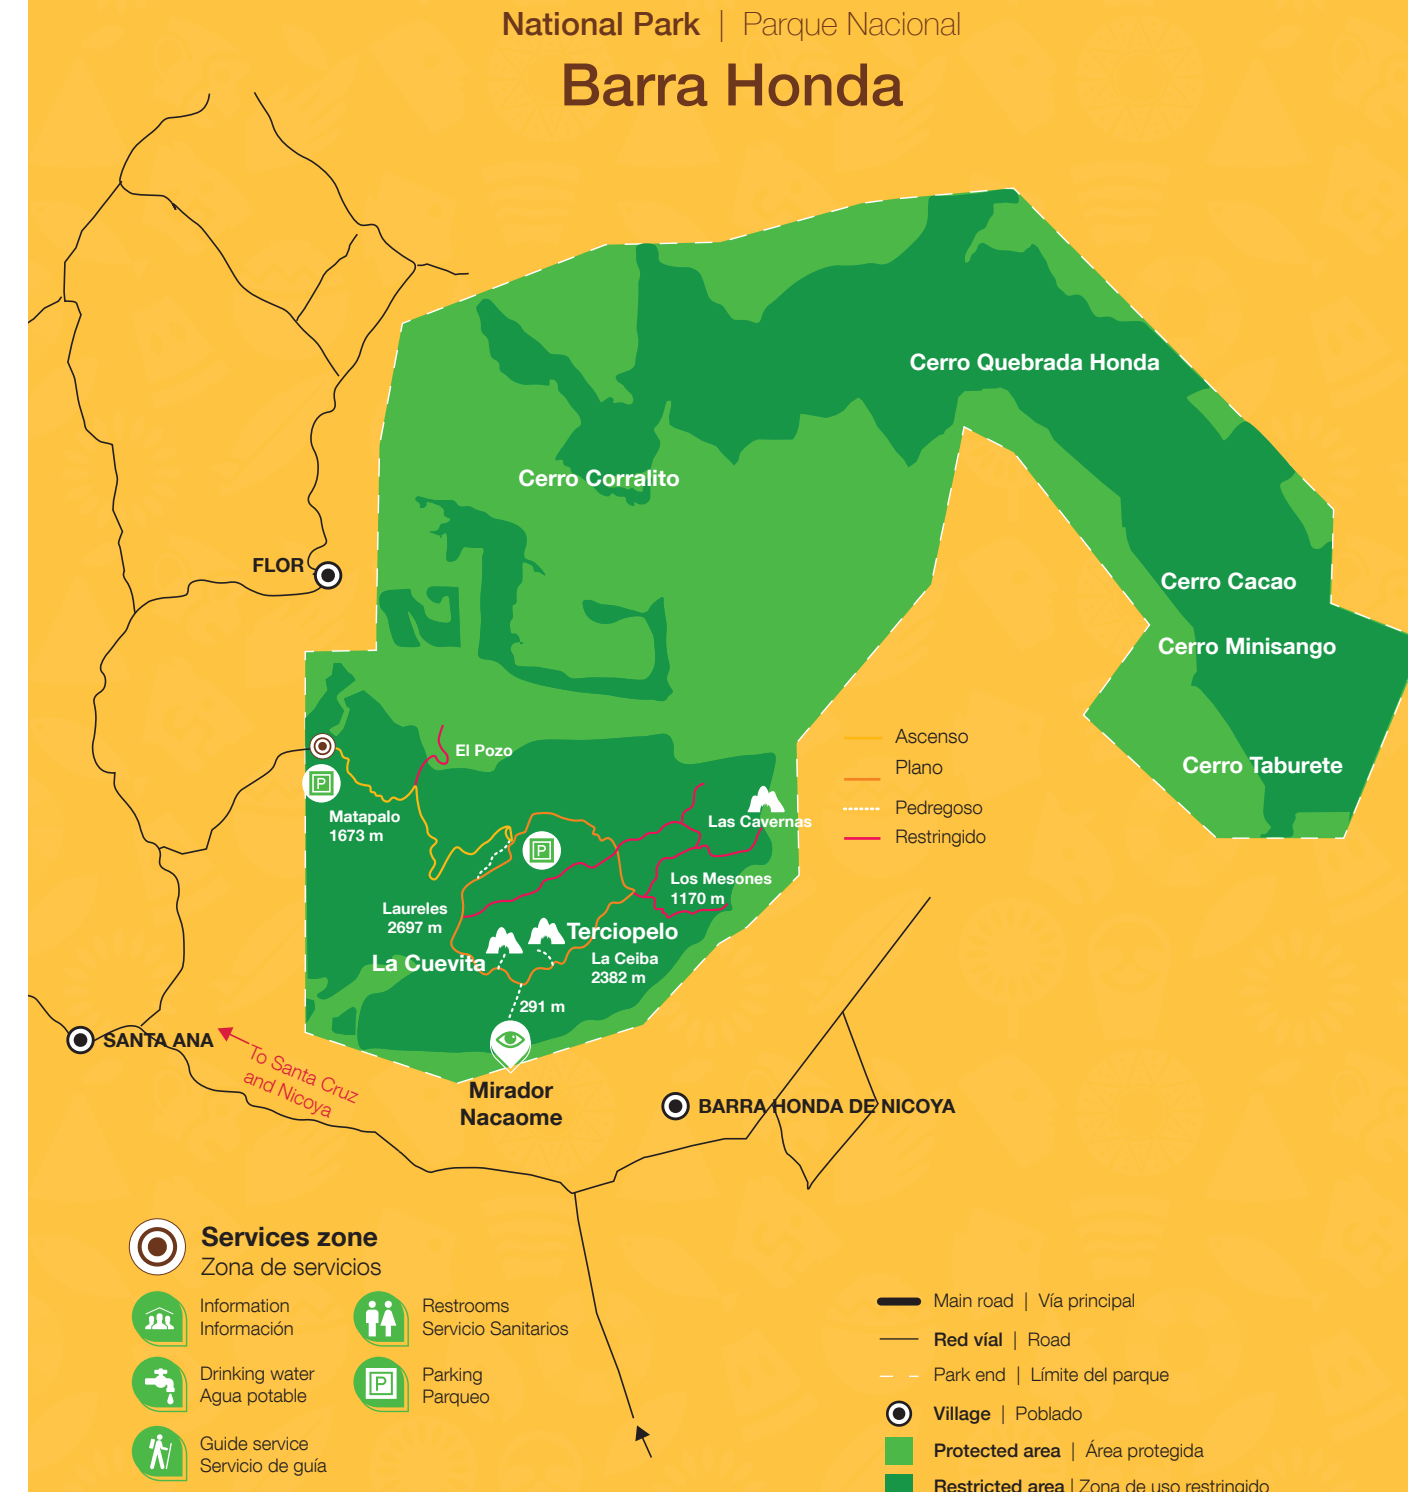 National Park | Parque Nacional
Barra Honda
Cerro Quebrada Honda
Cerro Corralito
FLOR
Cerro Cacao
Cerro Minisango
Cerro Taburete
El Pozo
Ascenso
Plano
Pedregoso
Restringido
P
Matapalo
1673 m
Las Cavernas
P
Los Mesones
1170 m
Laureles
2697 m
Terciopelo
La Cuevita
La Ceiba
2382 m
291 m
SANTA ANA
To Santa Cruz
and Nicoya
Mirador
Nacaome
BARRA HONDA DE NICOYA
Services zone
Zona de servicios
Information
Información
Restrooms
Servicio Sanitarios
Drinking water
Agua potable
P
Parking
Parqueo
Guide service
Servicio de guía
Main road | Vía principal
Red víal | Road
Park end | Límite del parque
Village | Poblado
Protected area | Área protegida
Restricted area | Zona de uso restringido